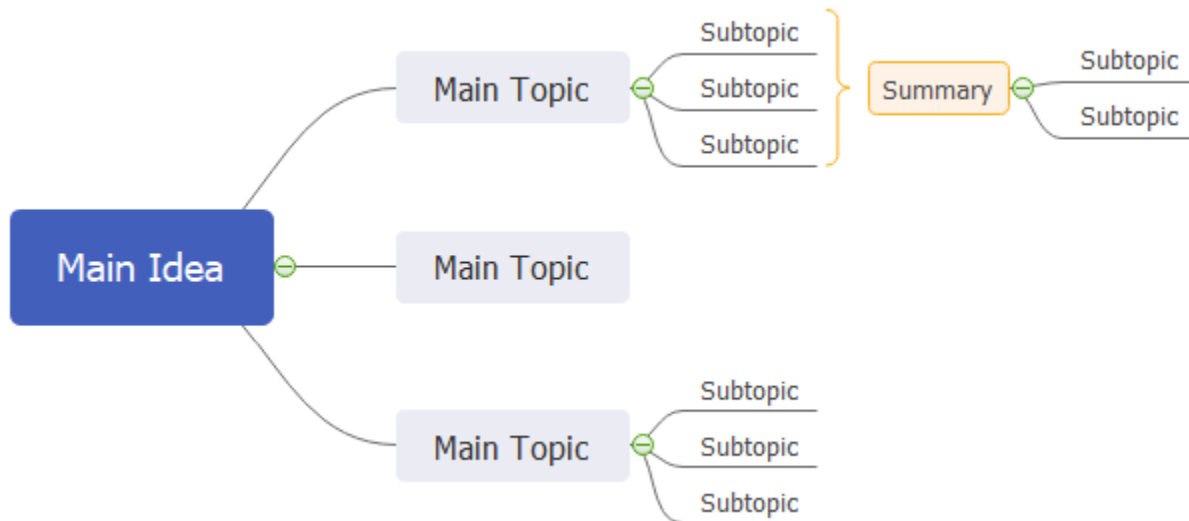 Main Idea
Main Topic
Subtopic
Subtopic
Subtopic
Summary
Subtopic
Subtopic
Main Topic
Main Topic
Subtopic
Subtopic
Subtopic